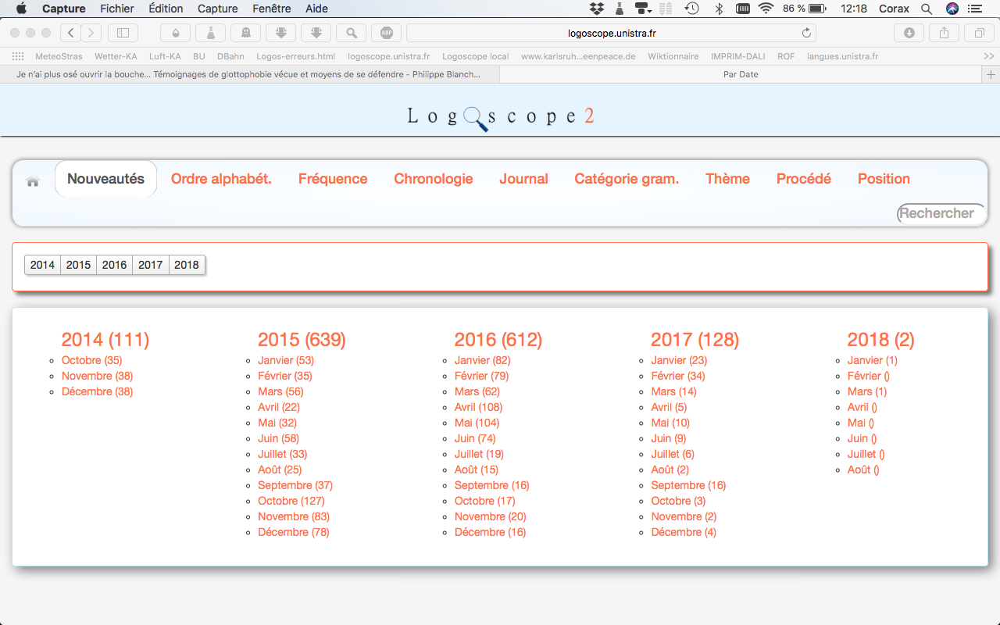 Capture Fichier Édition Capture Fenêtre Aide 86 % 12:18 Corax
ABP logoscope.unistra.fr
MeteoStras Wetter-KA Luft-KA BU DBahn Logos-erreurs.html logoscope.unistra.fr Logoscope local www.karlsruh...eenpeace.de Wiktionnaire IMPRIM-DALI ROF langues.unistra.fr >>
Je n'ai plus osé ouvrir la bouche... Témoignages de glottophobie vécue et moyens de se défendre - Philippe Blanch... Par Date +
Logoscope2
Nouveautés Ordre alphabét. Fréquence Chronologie Journal Catégorie gram. Thème Procédé Position
Rechercher
2014 2015 2016 2017 2018
2014 (111)
Octobre (35)
Novembre (38)
Décembre (38)
2015 (639)
Janvier (53)
Février (35)
Mars (56)
Avril (22)
Mai (32)
Juin (58)
Juillet (33)
Août (25)
Septembre (37)
Octobre (127)
Novembre (83)
Décembre (78)
2016 (612)
Janvier (82)
Février (79)
Mars (62)
Avril (108)
Mai (104)
Juin (74)
Juillet (19)
Août (15)
Septembre (16)
Octobre (17)
Novembre (20)
Décembre (16)
2017 (128)
Janvier (23)
Février (34)
Mars (14)
Avril (5)
Mai (10)
Juin (9)
Juillet (6)
Août (2)
Septembre (16)
Octobre (3)
Novembre (2)
Décembre (4)
2018 (2)
Janvier (1)
Février ()
Mars (1)
Avril ()
Mai ()
Juin ()
Juillet ()
Août ()